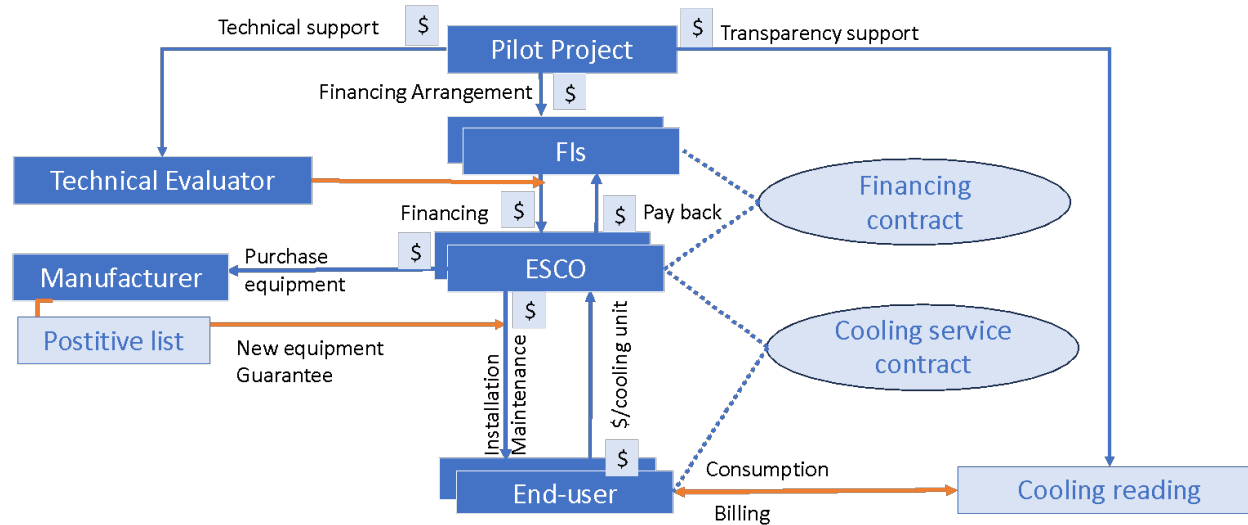 Technical support
$
Pilot Project
$
Transparency support
Financing Arrangement
$
FIs
Technical Evaluator
Financing
contract
Financing
$
$
Pay back
Purchase
equipment
$
Manufacturer
ESCO
$
Postitive list
New equipment
Guarantee
Cooling service
contract
Installation
Maintenance
$/cooling unit
$
Consumption
End-user
Billing
Cooling reading